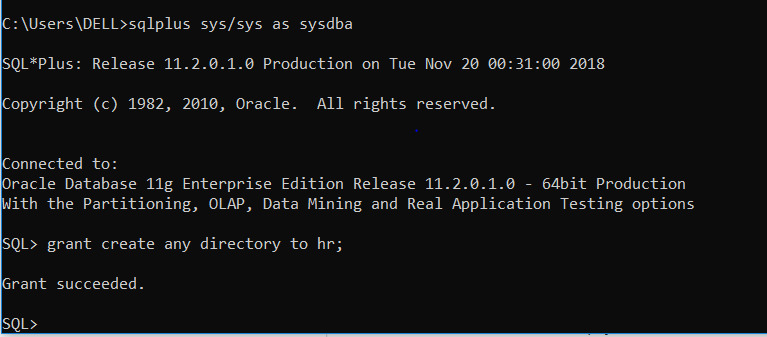 C:\Users\DELL>sqlplus sys/sys as sysdba
SQL*Plus: Release 11.2.0.1.0 Production on Tue Nov 20 00:31:00 2018
Copyright (c) 1982, 2010, Oracle.  All rights reserved.
Connected to:
Oracle Database 11g Enterprise Edition Release 11.2.0.1.0 - 64bit Production
With the Partitioning, OLAP, Data Mining and Real Application Testing options
SQL> grant create any directory to hr;
Grant succeeded.
SQL>